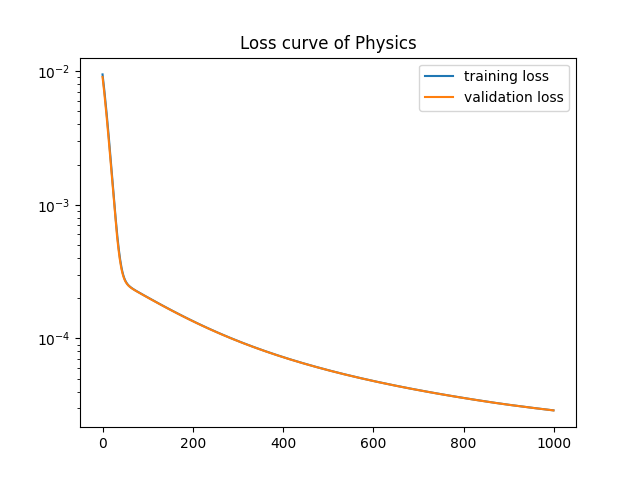 Loss curve of Physics
training loss
validation loss
10⁻²
10⁻³
10⁻⁴
0 200 400 600 800 1000